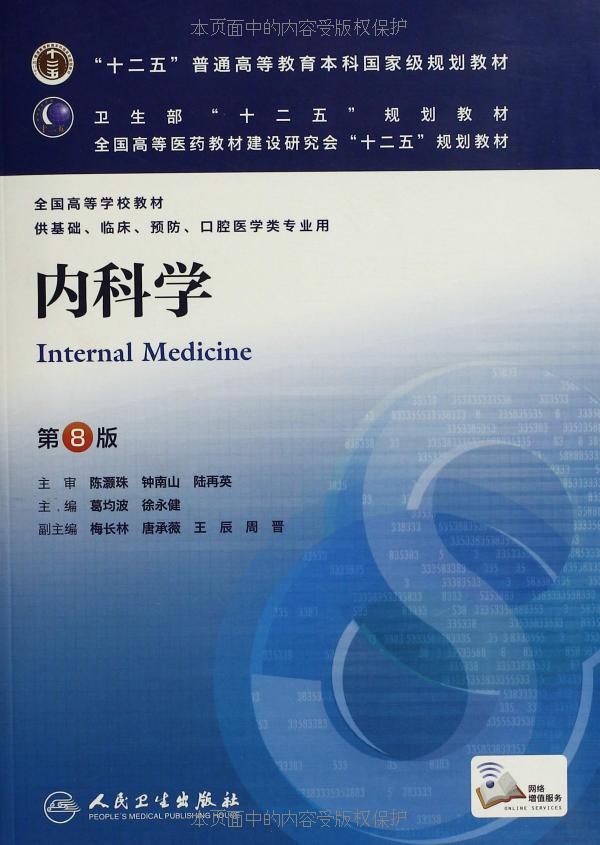 本页面中的内容受版权保护
“十二五”普通高等教育本科国家级规划教材
卫生部“十二五”规划教材
全国高等医药教材建设研究会“十二五”规划教材
全国高等学校教材
供基础、临床、预防、口腔医学类专业用
内科学
Internal Medicine
第8版
主 审 陈灏珠 钟南山 陆再英
主 编 葛均波 徐永健
副主编 梅长林 唐承薇 王 辰 周 晋
网络
增值服务
ONLINE SERVICES
人民卫生出版社
PEOPLE'S MEDICAL PUBLISHING HOUSE
本页面中的内容受版权保护